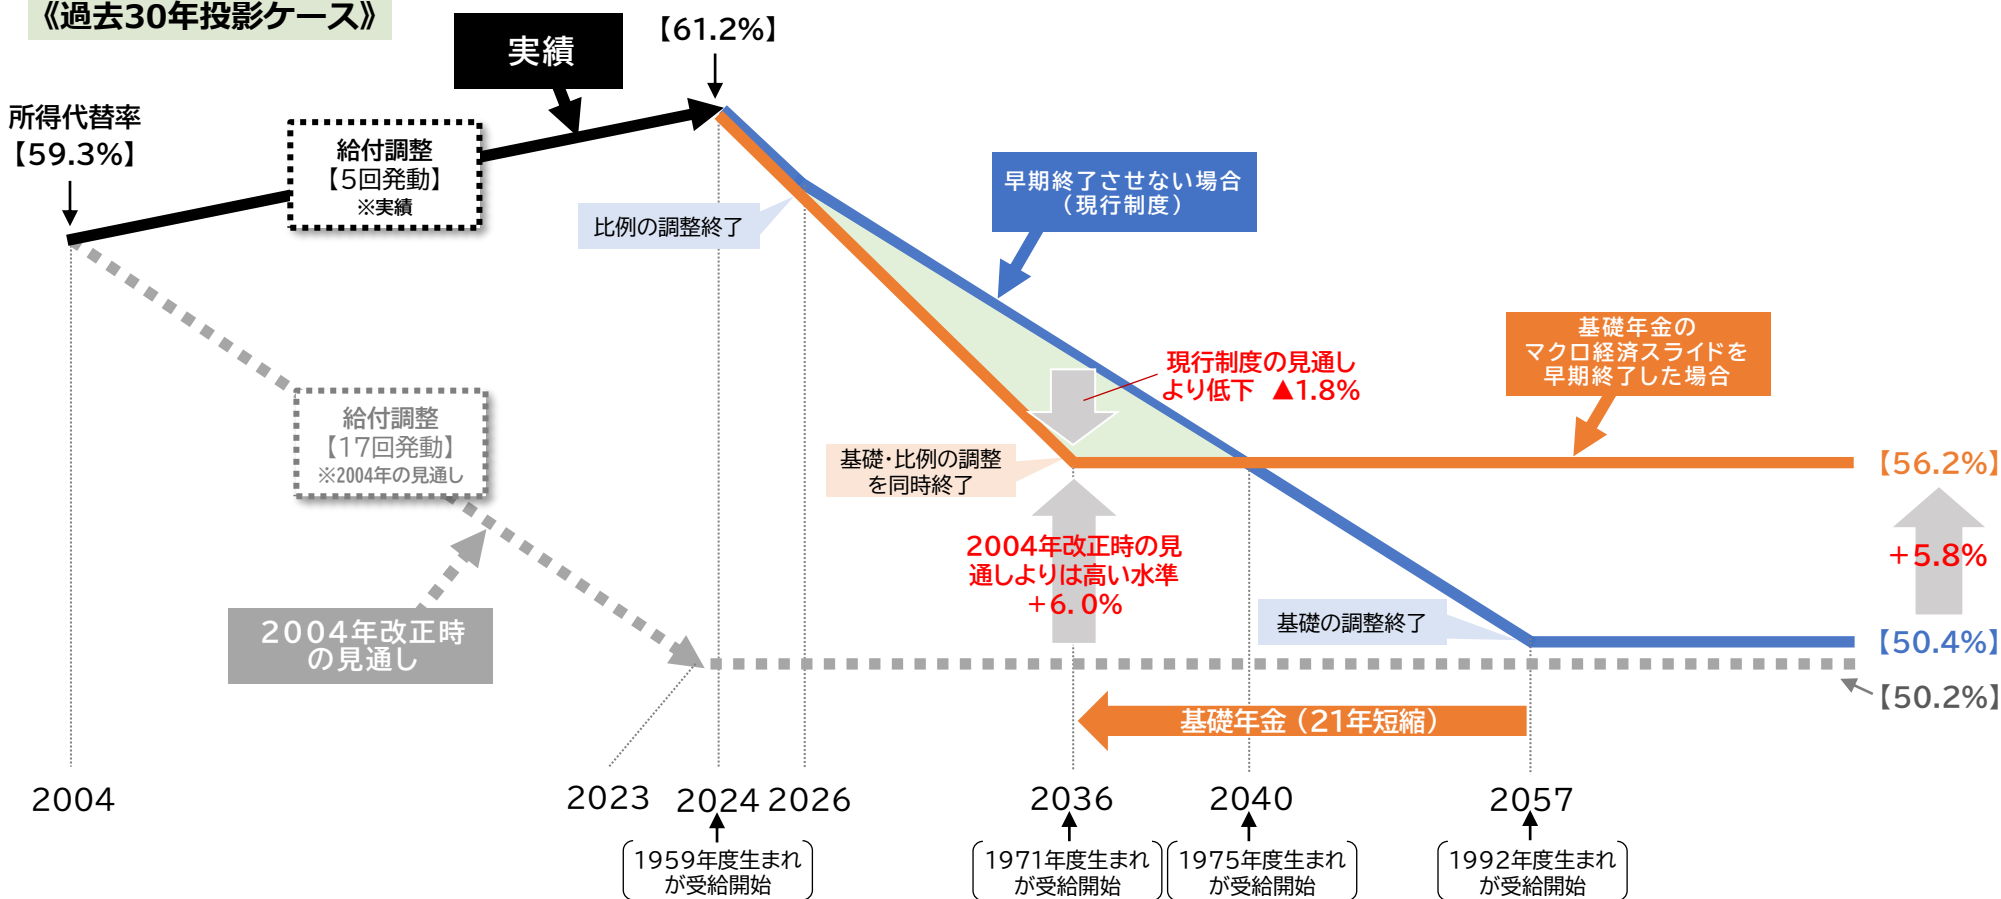 《過去30年投影ケース》
実績
【61.2%】
所得代替率
【59.3%】
給付調整
【5回発動】
※実績
比例の調整終了
早期終了させない場合
(現行制度)
基礎年金の
マクロ経済スライドを
早期終了した場合
現行制度の見通し
より低下 ▲1.8%
給付調整
【17回発動】
※2004年の見通し
基礎・比例の調整
を同時終了
【56.2%】
2004年改正時の見
通しよりは高い水準
+6.0%
+5.8%
2004年改正時
の見通し
基礎の調整終了
【50.4%】
【50.2%】
基礎年金(21年短縮)
2004
2023
2024
2026
2036
2040
2057
1959年度生まれ
が受給開始
1971年度生まれ
が受給開始
1975年度生まれ
が受給開始
1992年度生まれ
が受給開始